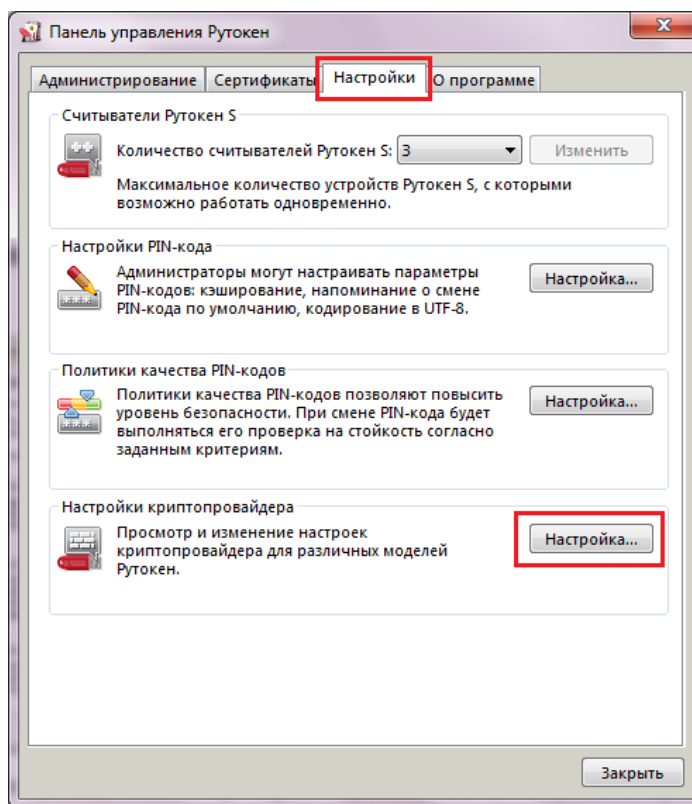 Панель управления Рутокен
Администрирование Сертификаты Настройки О программе
Считыватели Рутокен S
Количество считывателей Рутокен S: 3 Изменить
Максимальное количество устройств Рутокен S, с которыми
возможно работать одновременно.
Настройки PIN-кода
Администраторы могут настраивать параметры
PIN-кодов: кэширование, напоминание о смене
PIN-кода по умолчанию, кодирование в UTF-8.
Настройка...
Политики качества PIN-кодов
Политики качества PIN-кодов позволяют повысить
уровень безопасности. При смене PIN-кода будет
выполняться его проверка на стойкость согласно
заданным критериям.
Настройка...
Настройки криптопровайдера
Просмотр и изменение настроек
криптопровайдера для различных моделей
Рутокен.
Настройка...
Закрыть